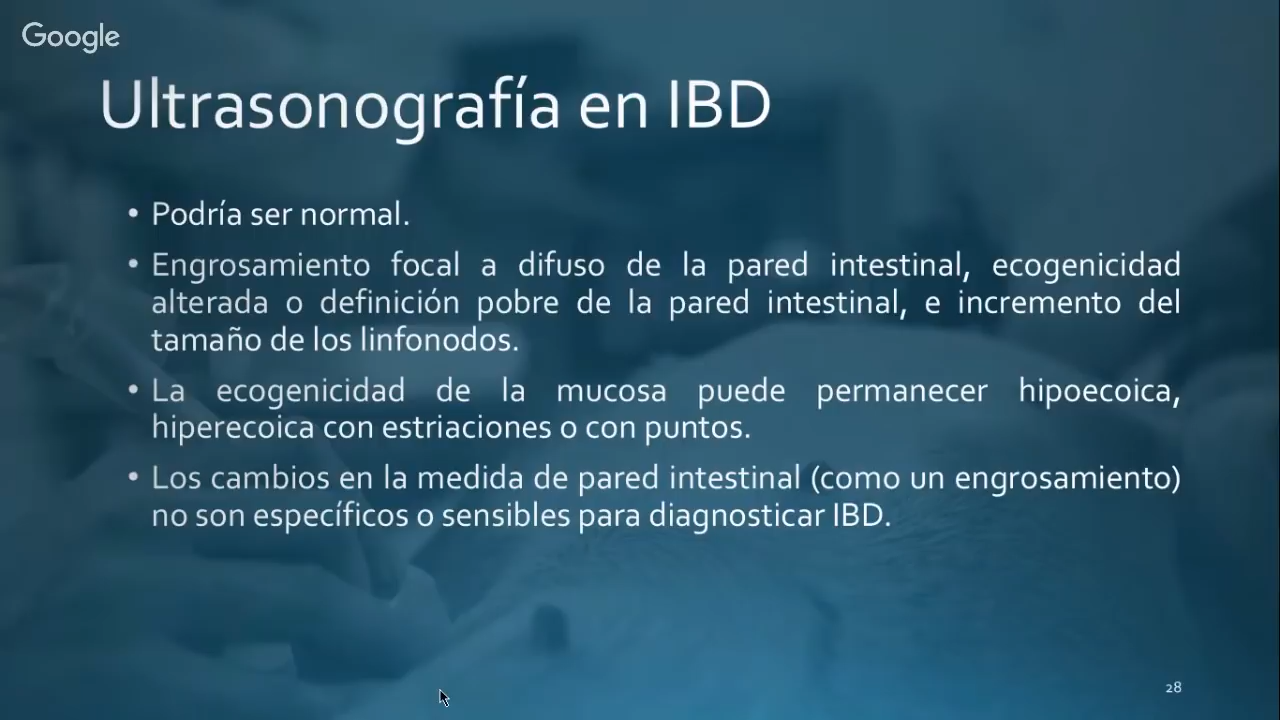 Google
Ultrasonografía en IBD
• Podría ser normal.
• Engrosamiento focal a difuso de la pared intestinal, ecogenicidad
alterada o definición pobre de la pared intestinal, e incremento del
tamaño de los linfonodos.
• La ecogenicidad de la mucosa puede permanecer hipoecoica,
hiperecoica con estriaciones o con puntos.
• Los cambios en la medida de pared intestinal (como un engrosamiento)
no son específicos o sensibles para diagnosticar IBD.
28